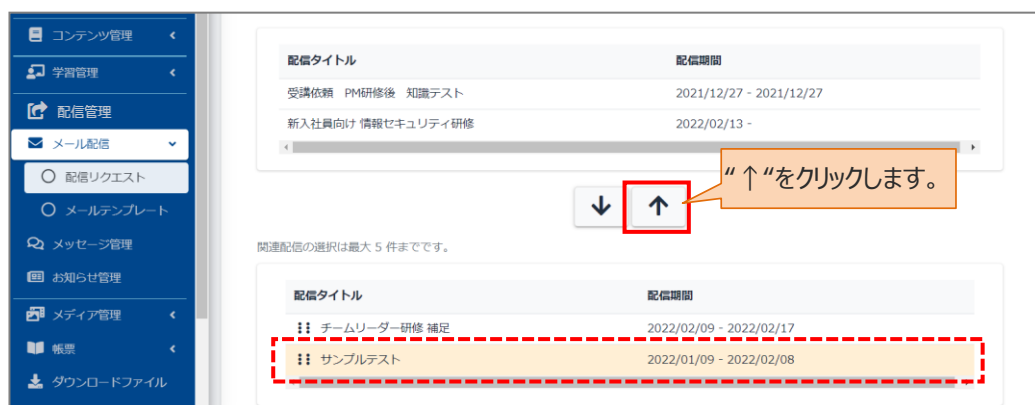 コンテンツ管理
学習管理
配信管理
メール配信
配信リクエスト
メールテンプレート
メッセージ管理
お知らせ管理
メディア管理
帳票
ダウンロードファイル
配信タイトル 配信期間
受講依頼 PM研修後 知識テスト 2021/12/27 - 2021/12/27
新入社員向け 情報セキュリティ研修 2022/02/13 -
“↑“をクリックします。
関連配信の選択は最大 5 件までです。
配信タイトル 配信期間
チームリーダー研修 補足 2022/02/09 - 2022/02/17
サンプルテスト 2022/01/09 - 2022/02/08